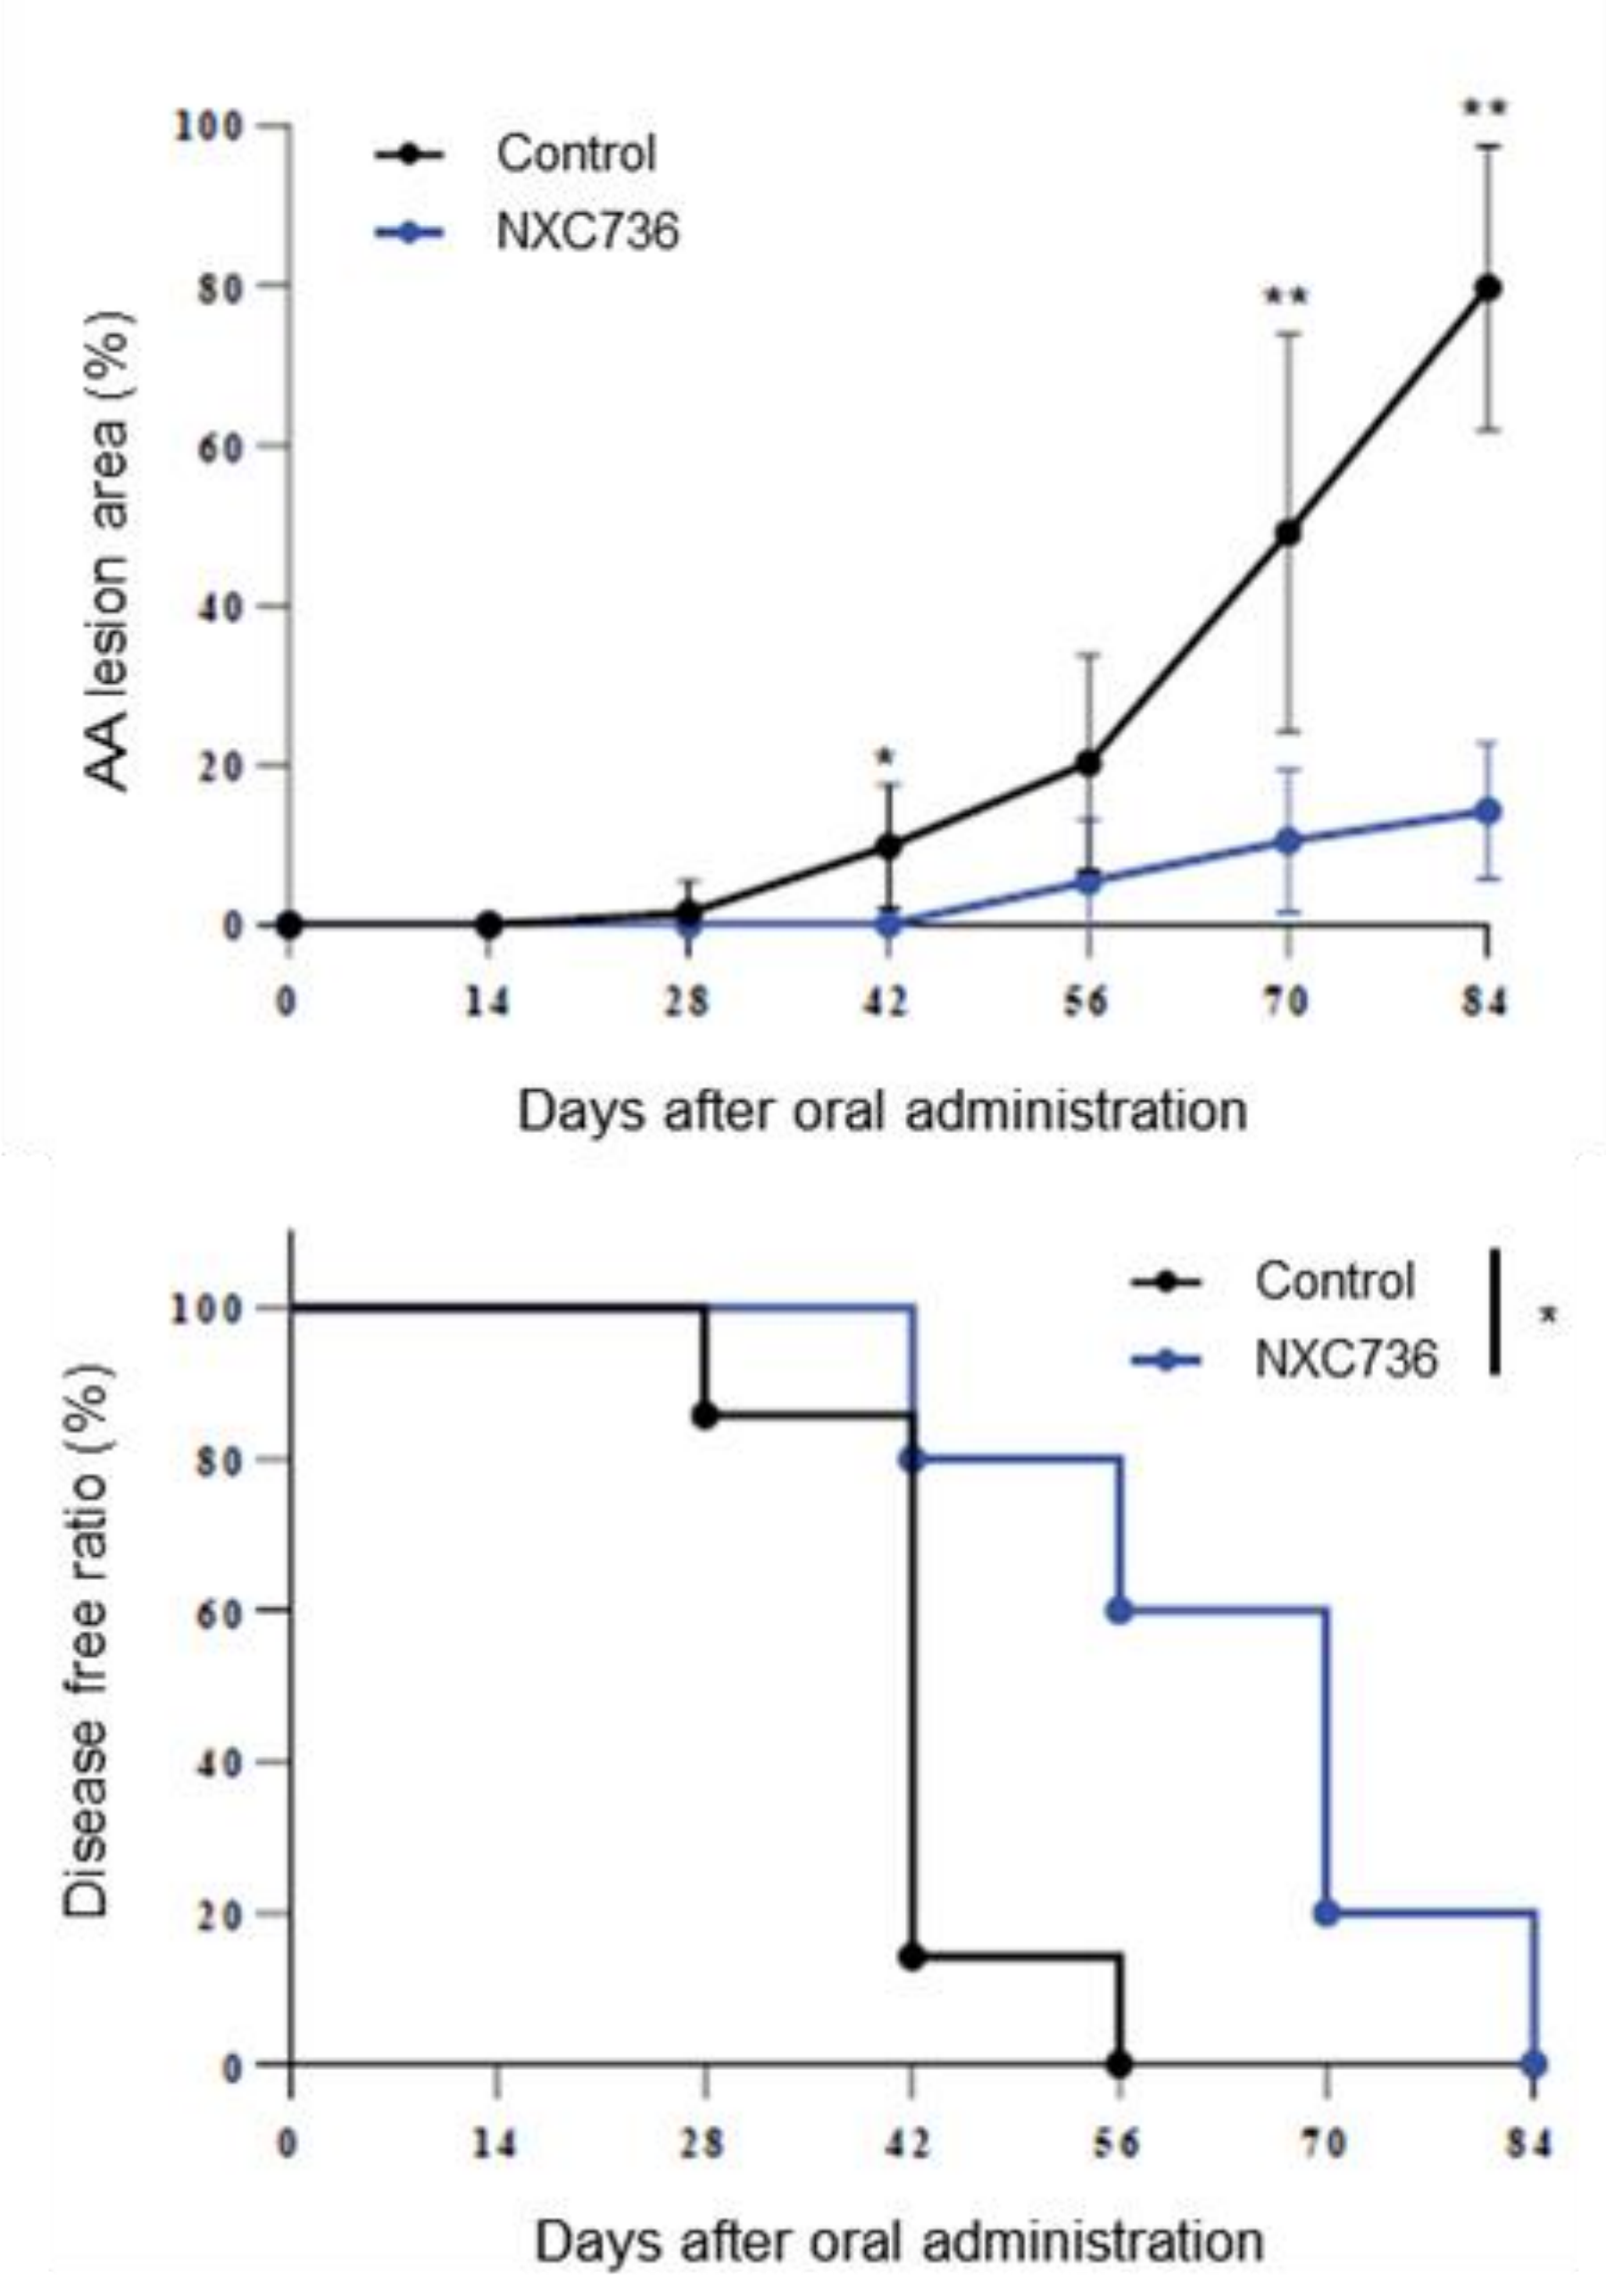 **
100
Control
NXC736
80
**
AA lesion area (%)
60
40
20
*
0
0 14 28 42 56 70 84
Days after oral administration
100
Control
NXC736
*
80
Disease free ratio (%)
60
40
20
0
0 14 28 42 56 70 84
Days after oral administration